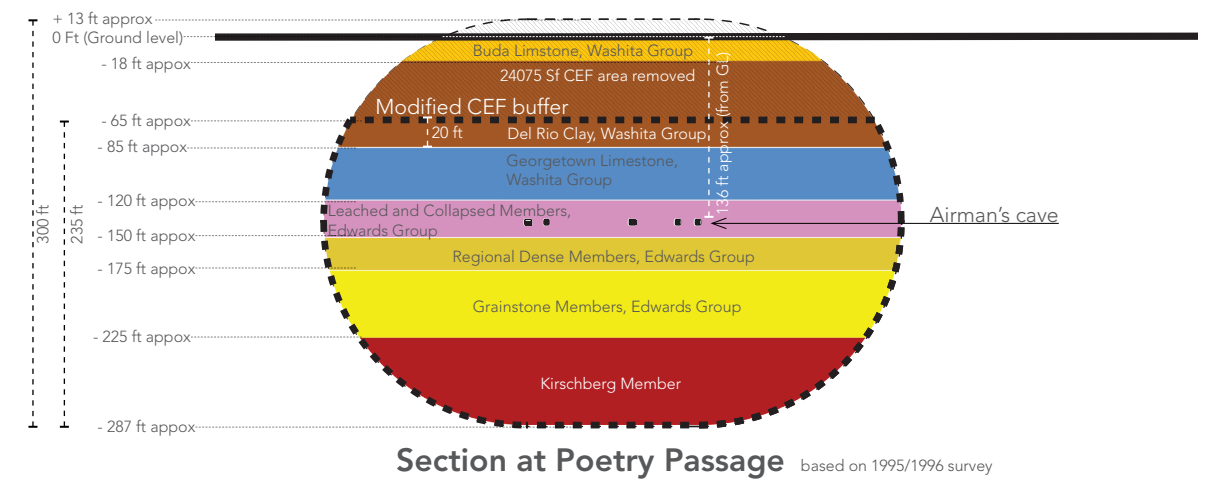 + 13 ft approx
0 Ft (Ground level)
Buda Limstone, Washita Group
- 18 ft appox
24075 Sf CEF area removed
Modified CEF buffer
- 65 ft appox
20 ft
Del Rio Clay, Washita Group
136 ft approx (from GL)
- 85 ft appox
Georgetown Limestone,
Washita Group
- 120 ft appox
Leached and Collapsed Members,
Edwards Group
Airman's cave
300 ft
235 ft
- 150 ft appox
Regional Dense Members, Edwards Group
- 175 ft appox
Grainstone Members, Edwards Group
- 225 ft appox
Kirschberg Member
- 287 ft appox
Section at Poetry Passage based on 1995/1996 survey